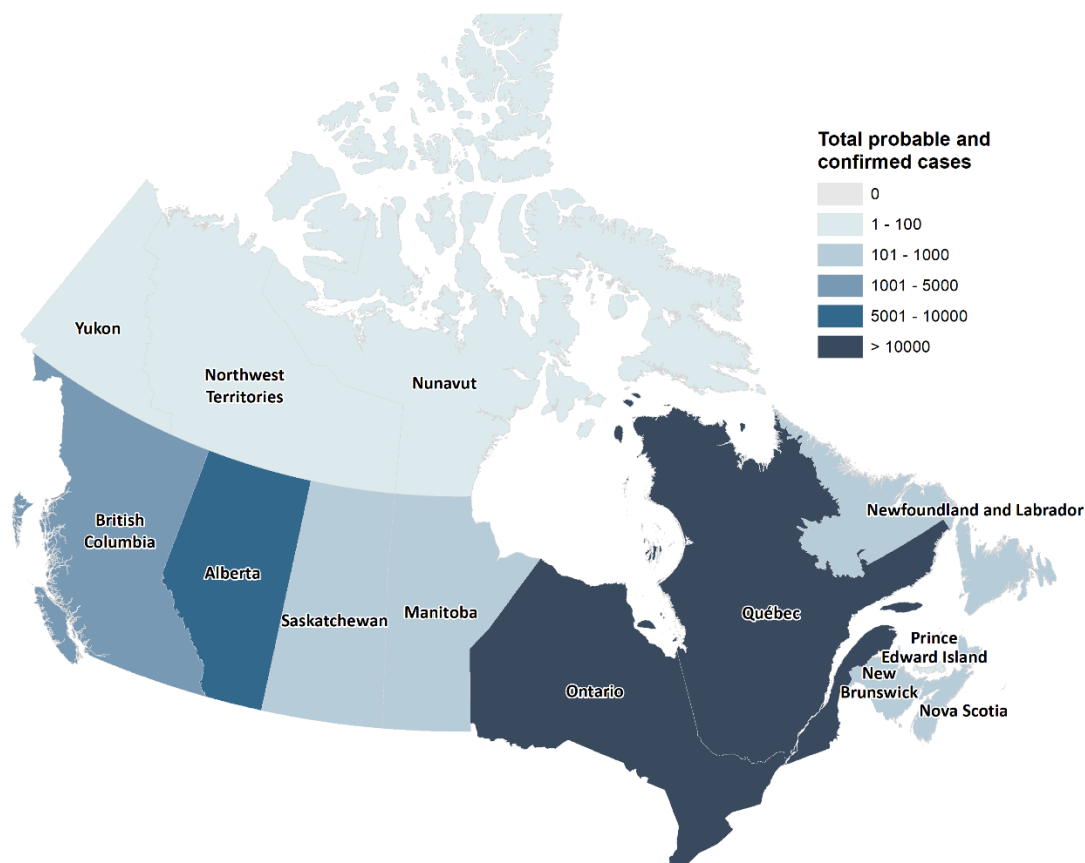 Total probable and
confirmed cases
0
1 - 100
101 - 1000
1001 - 5000
5001 - 10000
> 10000
Yukon
Northwest
Territories
Nunavut
British
Columbia
Alberta
Saskatchewan
Manitoba
Ontario
Québec
Newfoundland and Labrador
Prince
Edward Island
New
Brunswick
Nova Scotia